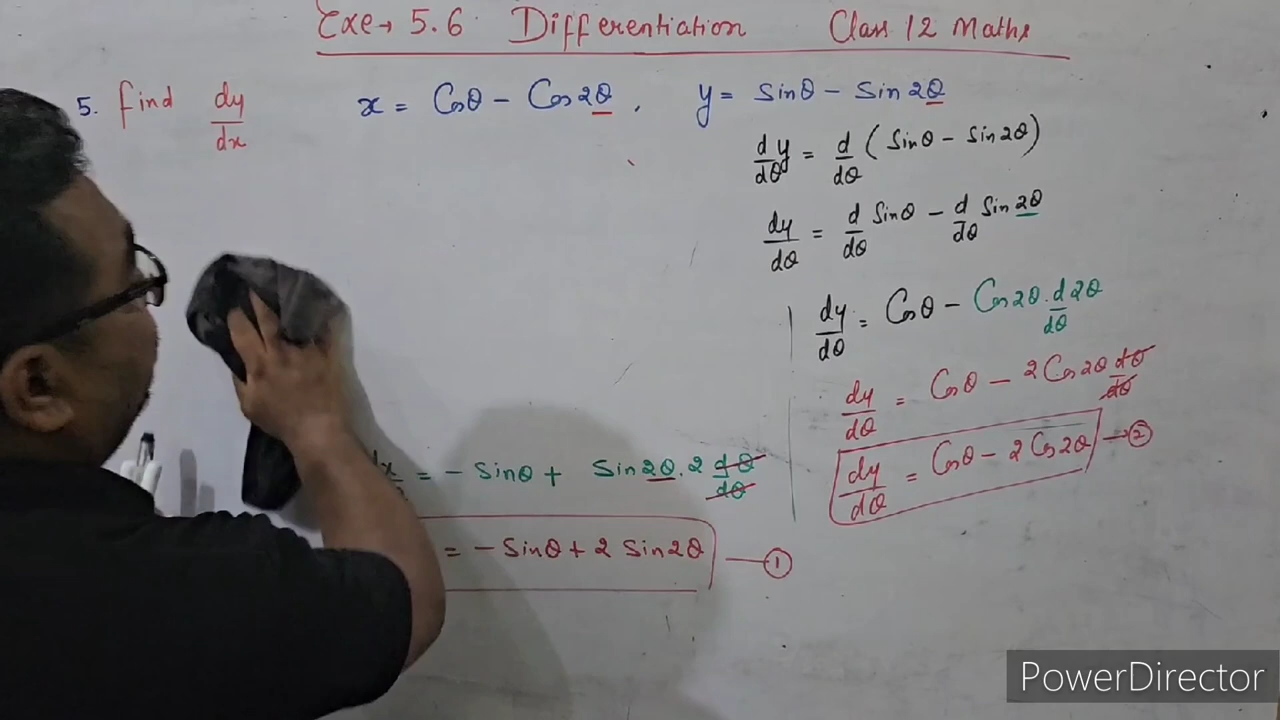 Exe→ 5.6 Differentiation Class 12 Maths
5. Find dy/dx x = Cosθ - Cos2θ , y = Sinθ - Sin2θ
dy/dθ = d/dθ (Sinθ - Sin2θ)
dy/dθ = d/dθ Sinθ - d/dθ Sin2θ
dy/dθ = Cosθ - Cos2θ . d/dθ 2θ
dy/dθ = Cosθ - 2Cos2θ dθ/dθ
dy/dθ = Cosθ - 2Cos2θ →②
= - Sinθ + Sin2θ . 2 dθ/dθ
= - Sinθ + 2 Sin2θ —①
PowerDirector